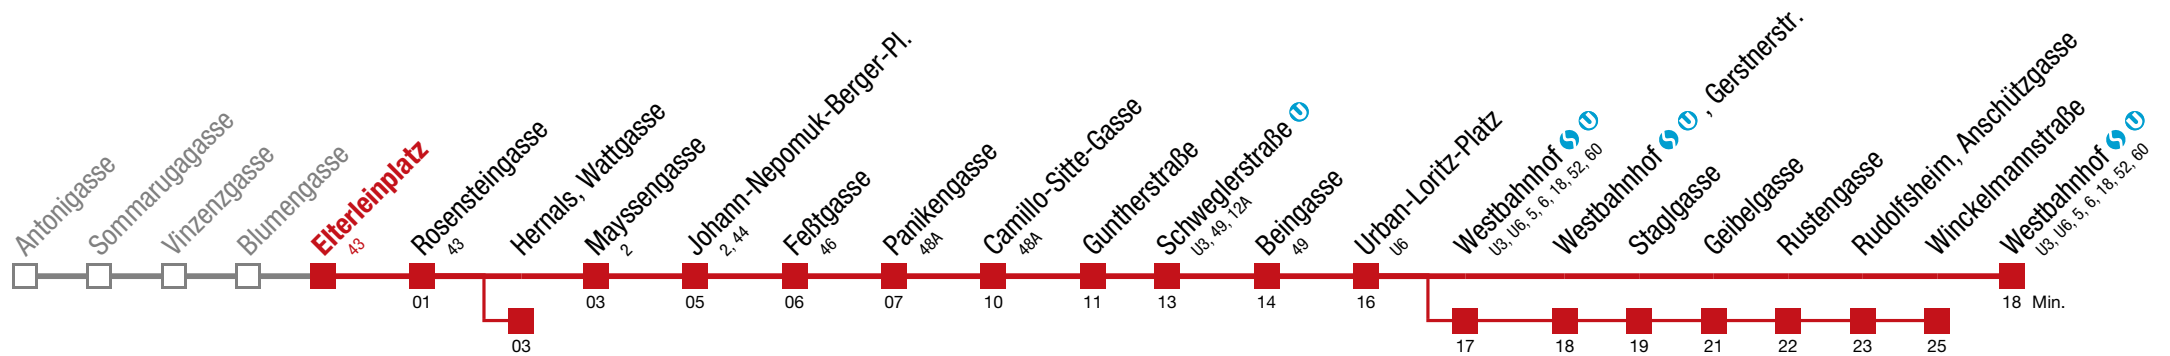 Antonigasse
Sommarugagasse
Vinzenzgasse
Blumengasse
Elterleinplatz
43
Rosensteingasse
43
Hernals, Wattgasse
Mayssengasse
2
Johann-Nepomuk-Berger-Pl.
2, 44
Feßtgasse
46
Panikengasse
48A
Camillo-Sitte-Gasse
48A
Guntherstraße
Schweglerstraße U
U3, 49, 12A
Beingasse
49
Urban-Loritz-Platz
U6
Westbahnhof S U
U3, U6, 5, 6, 18, 52, 60
Westbahnhof S U , Gerstnerstr.
Staglgasse
Geibelgasse
Rustengasse
Rudolfsheim, Anschützgasse
Winckelmannstraße
Westbahnhof S U
U3, U6, 5, 6, 18, 52, 60
01 03 05 06 07 10 11 13 14 16 18 Min.
03 17 18 19 21 22 23 25